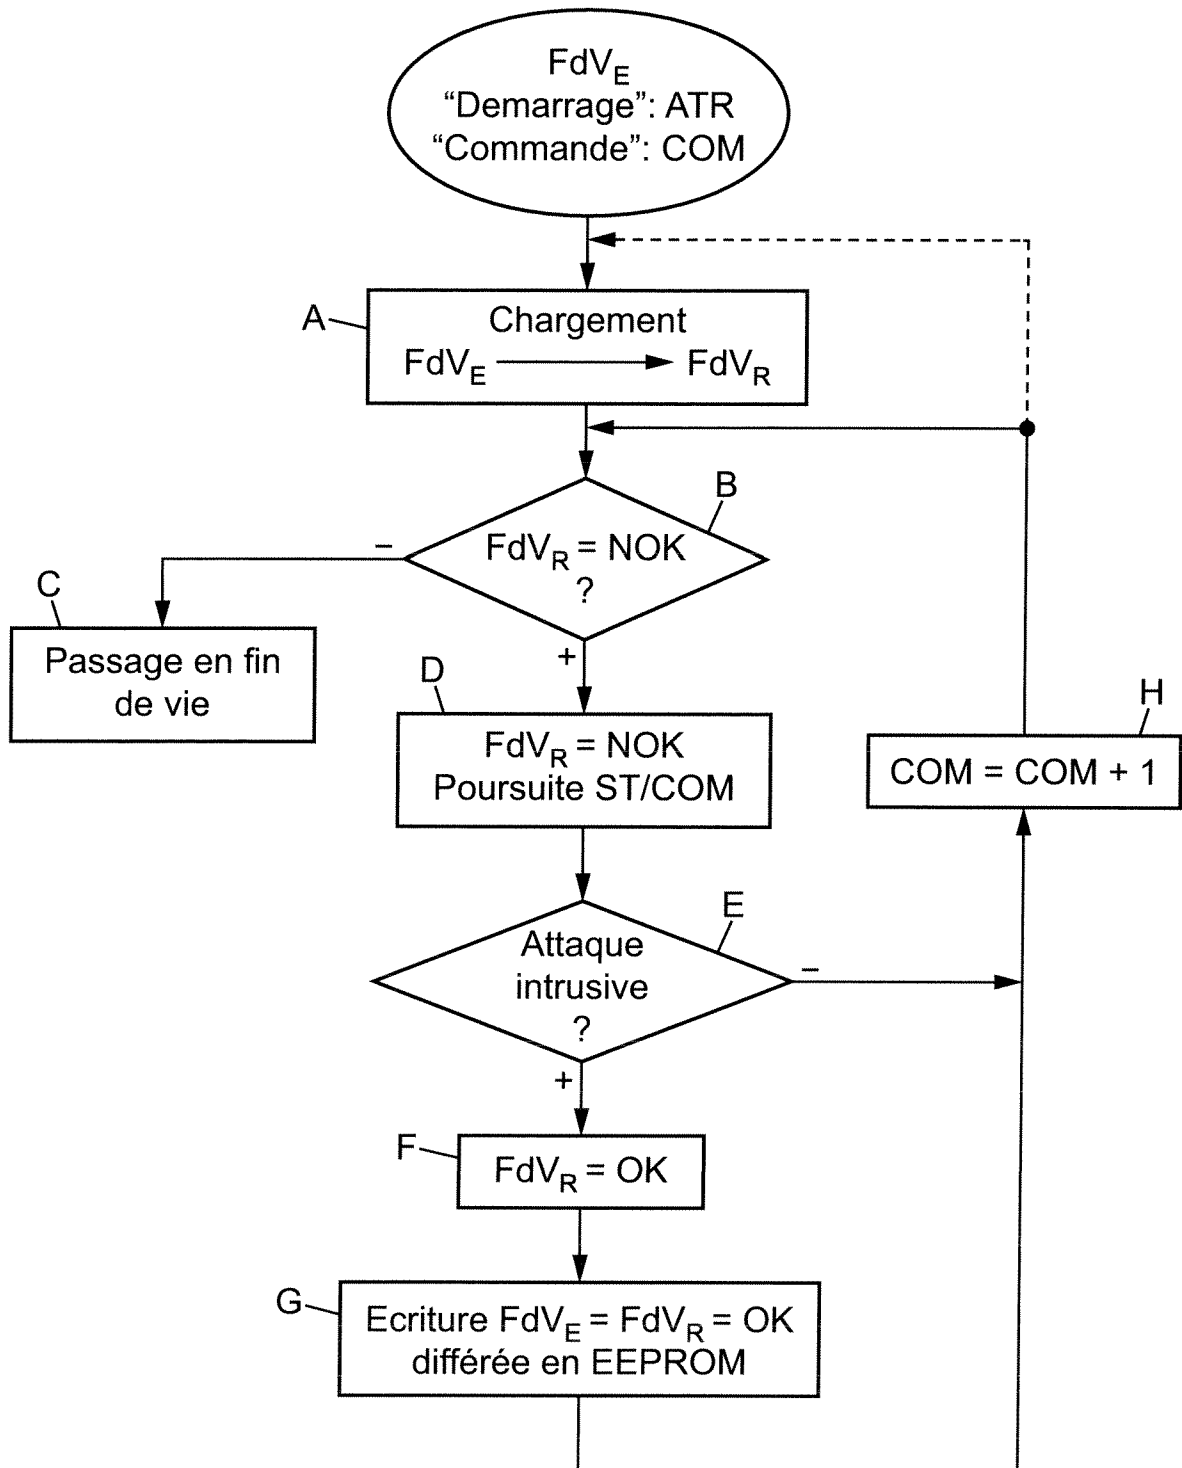 FdVE
“Demarrage”: ATR
“Commande”: COM
A
Chargement
FdVE FdVR
B
FdVR = NOK
?
–
+
C
Passage en fin
de vie
D
FdVR = NOK
Poursuite ST/COM
H
COM = COM + 1
E
Attaque
intrusive
?
–
+
F
FdVR = OK
G
Ecriture FdVE = FdVR = OK
différée en EEPROM